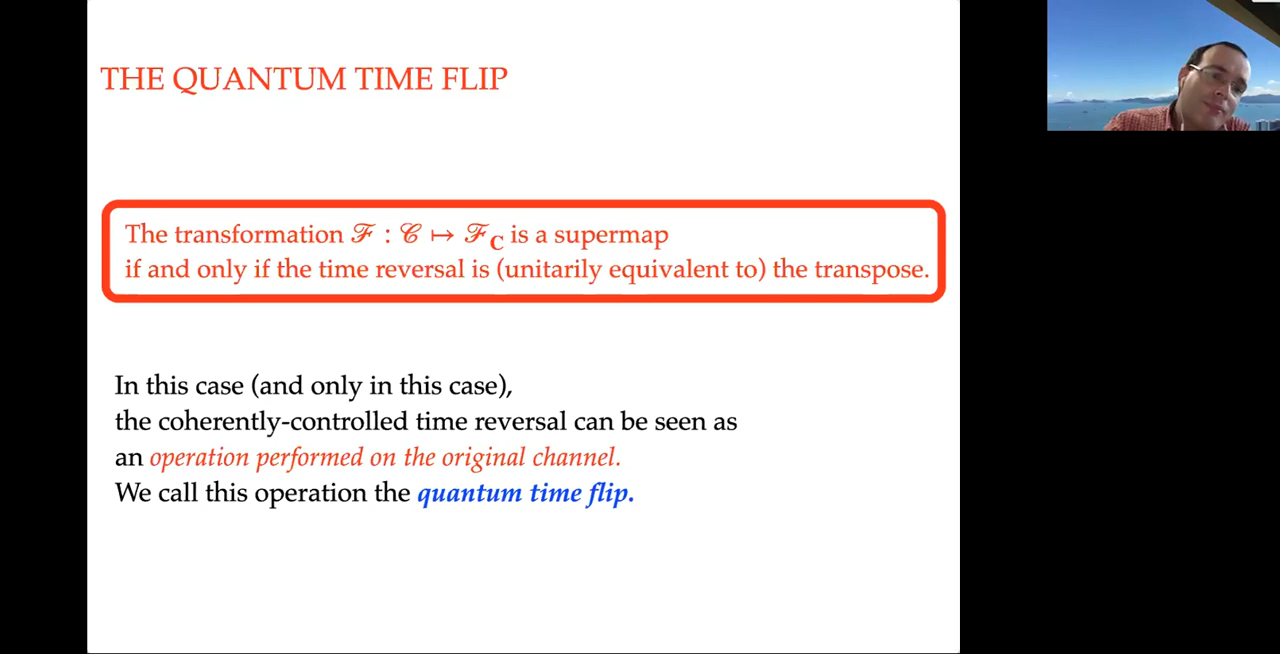 THE QUANTUM TIME FLIP
The transformation ℱ : 𝒞 ↦ ℱ_C is a supermap
if and only if the time reversal is (unitarily equivalent to) the transpose.
In this case (and only in this case),
the coherently-controlled time reversal can be seen as
an operation performed on the original channel.
We call this operation the quantum time flip.